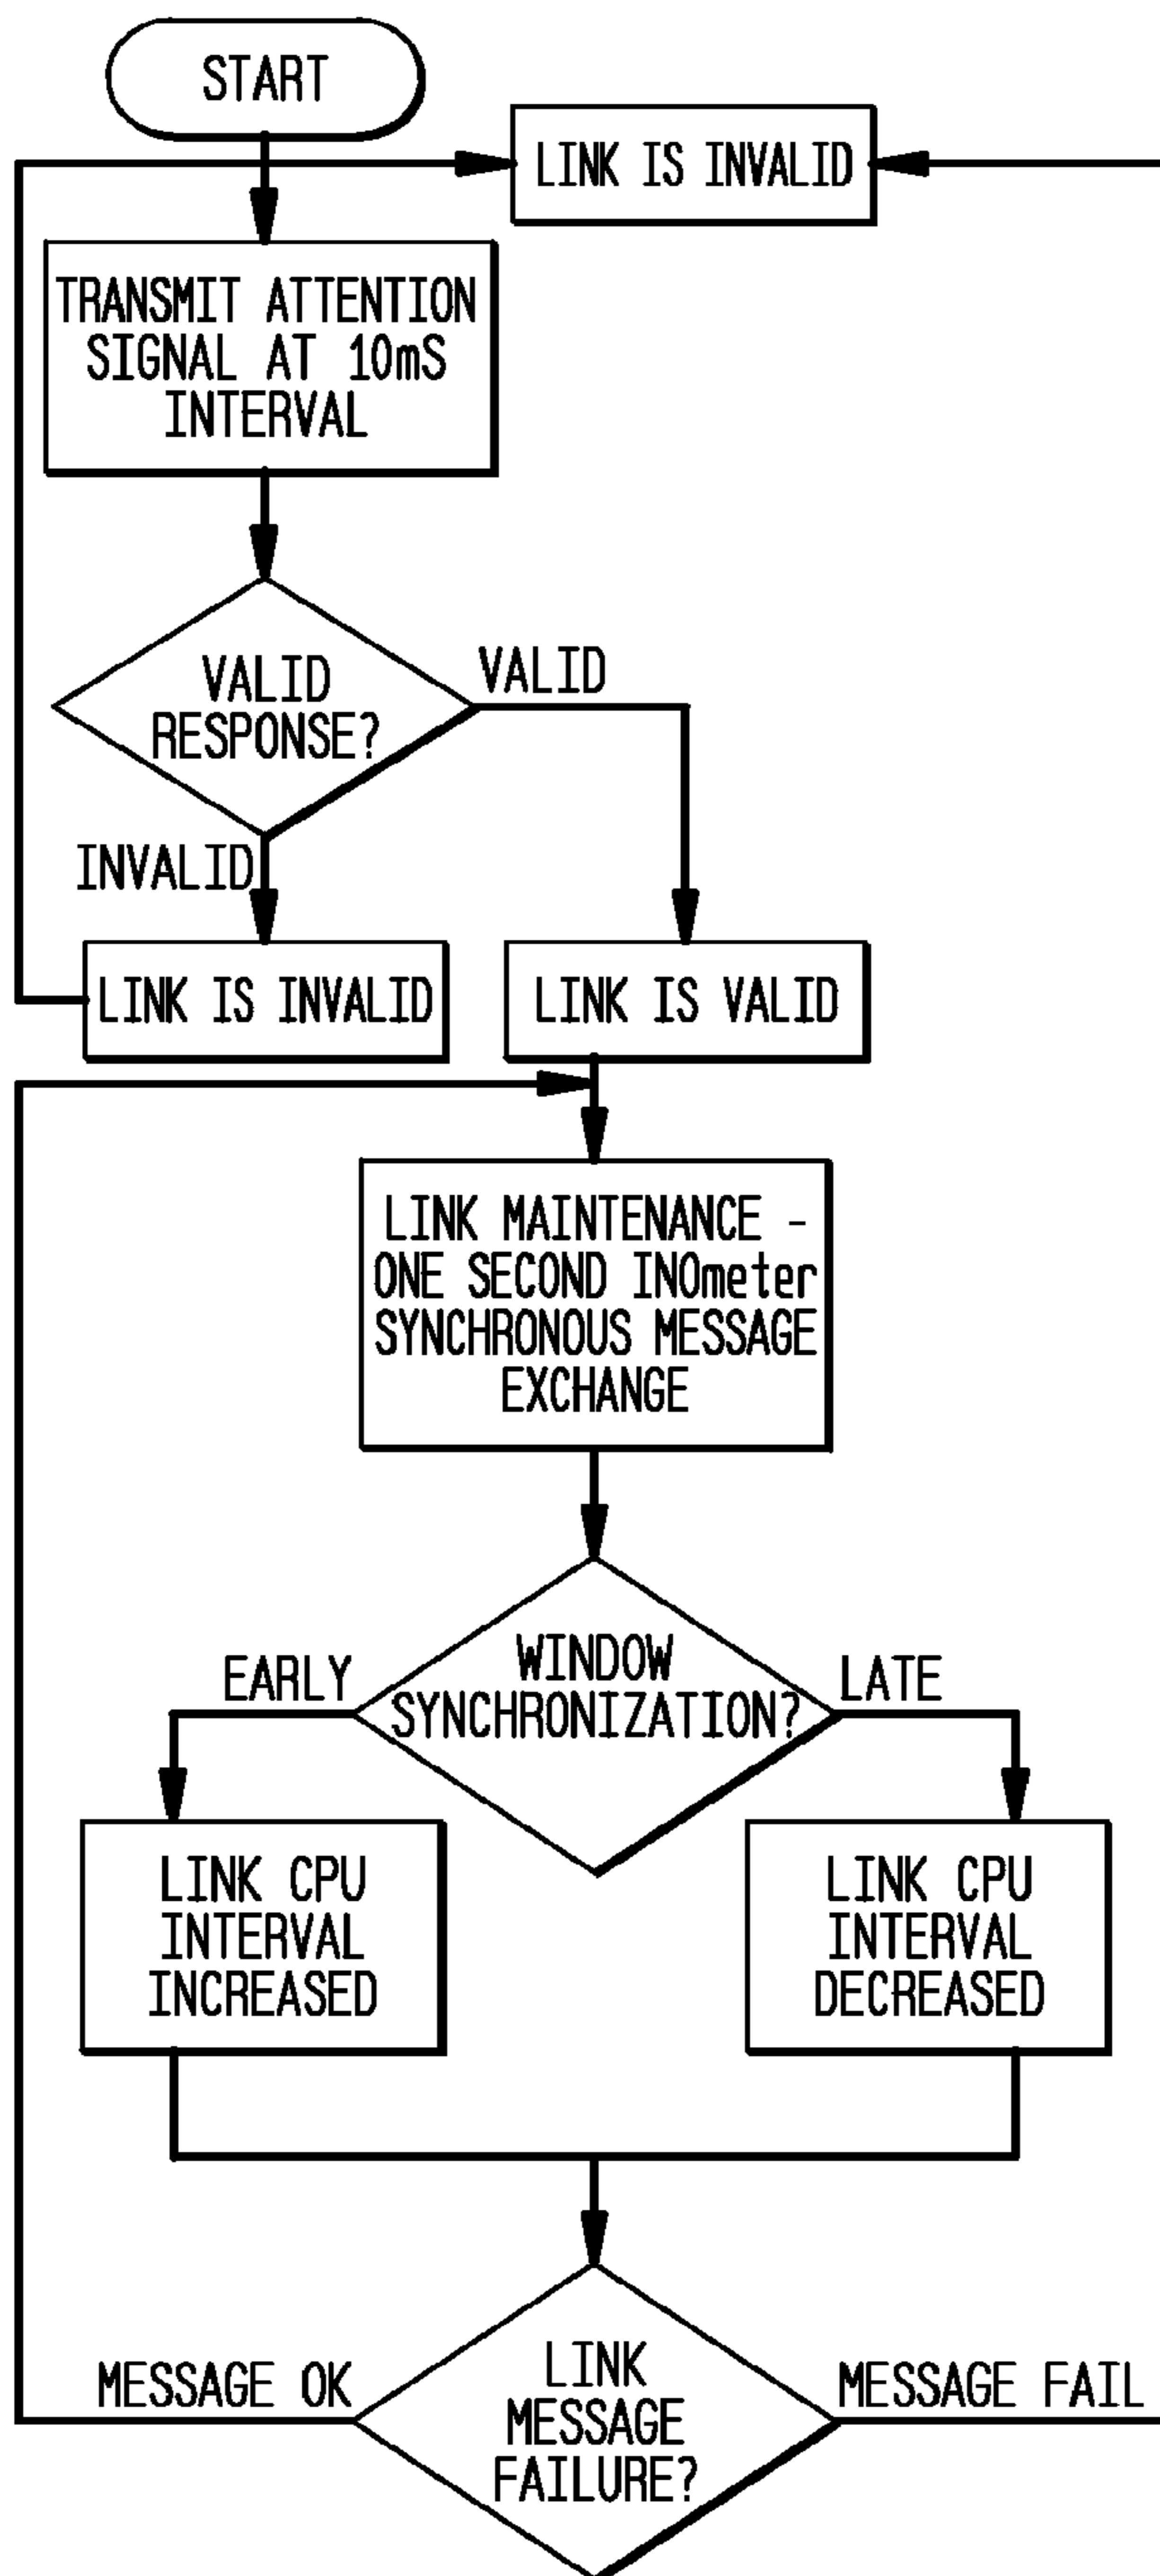 START
LINK IS INVALID
TRANSMIT ATTENTION
SIGNAL AT 10mS
INTERVAL
VALID
RESPONSE?
VALID
INVALID
LINK IS INVALID
LINK IS VALID
LINK MAINTENANCE -
ONE SECOND INOmeter
SYNCHRONOUS MESSAGE
EXCHANGE
WINDOW
SYNCHRONIZATION?
EARLY
LATE
LINK CPU
INTERVAL
INCREASED
LINK CPU
INTERVAL
DECREASED
LINK
MESSAGE
FAILURE?
MESSAGE OK
MESSAGE FAIL